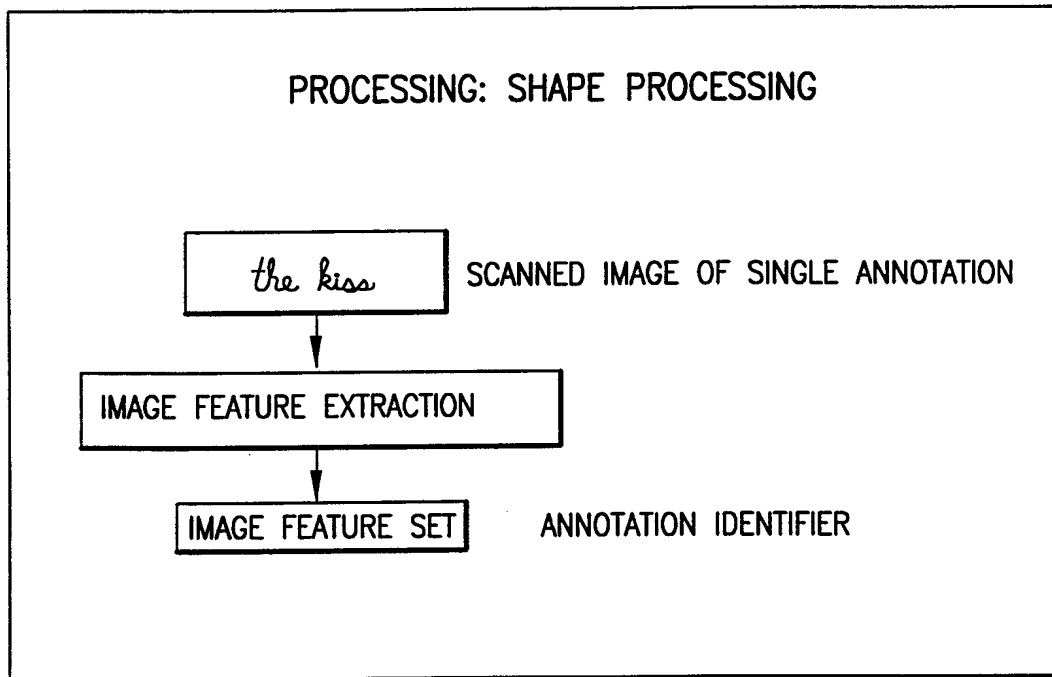 PROCESSING: SHAPE PROCESSING
the kiss
SCANNED IMAGE OF SINGLE ANNOTATION
IMAGE FEATURE EXTRACTION
IMAGE FEATURE SET
ANNOTATION IDENTIFIER